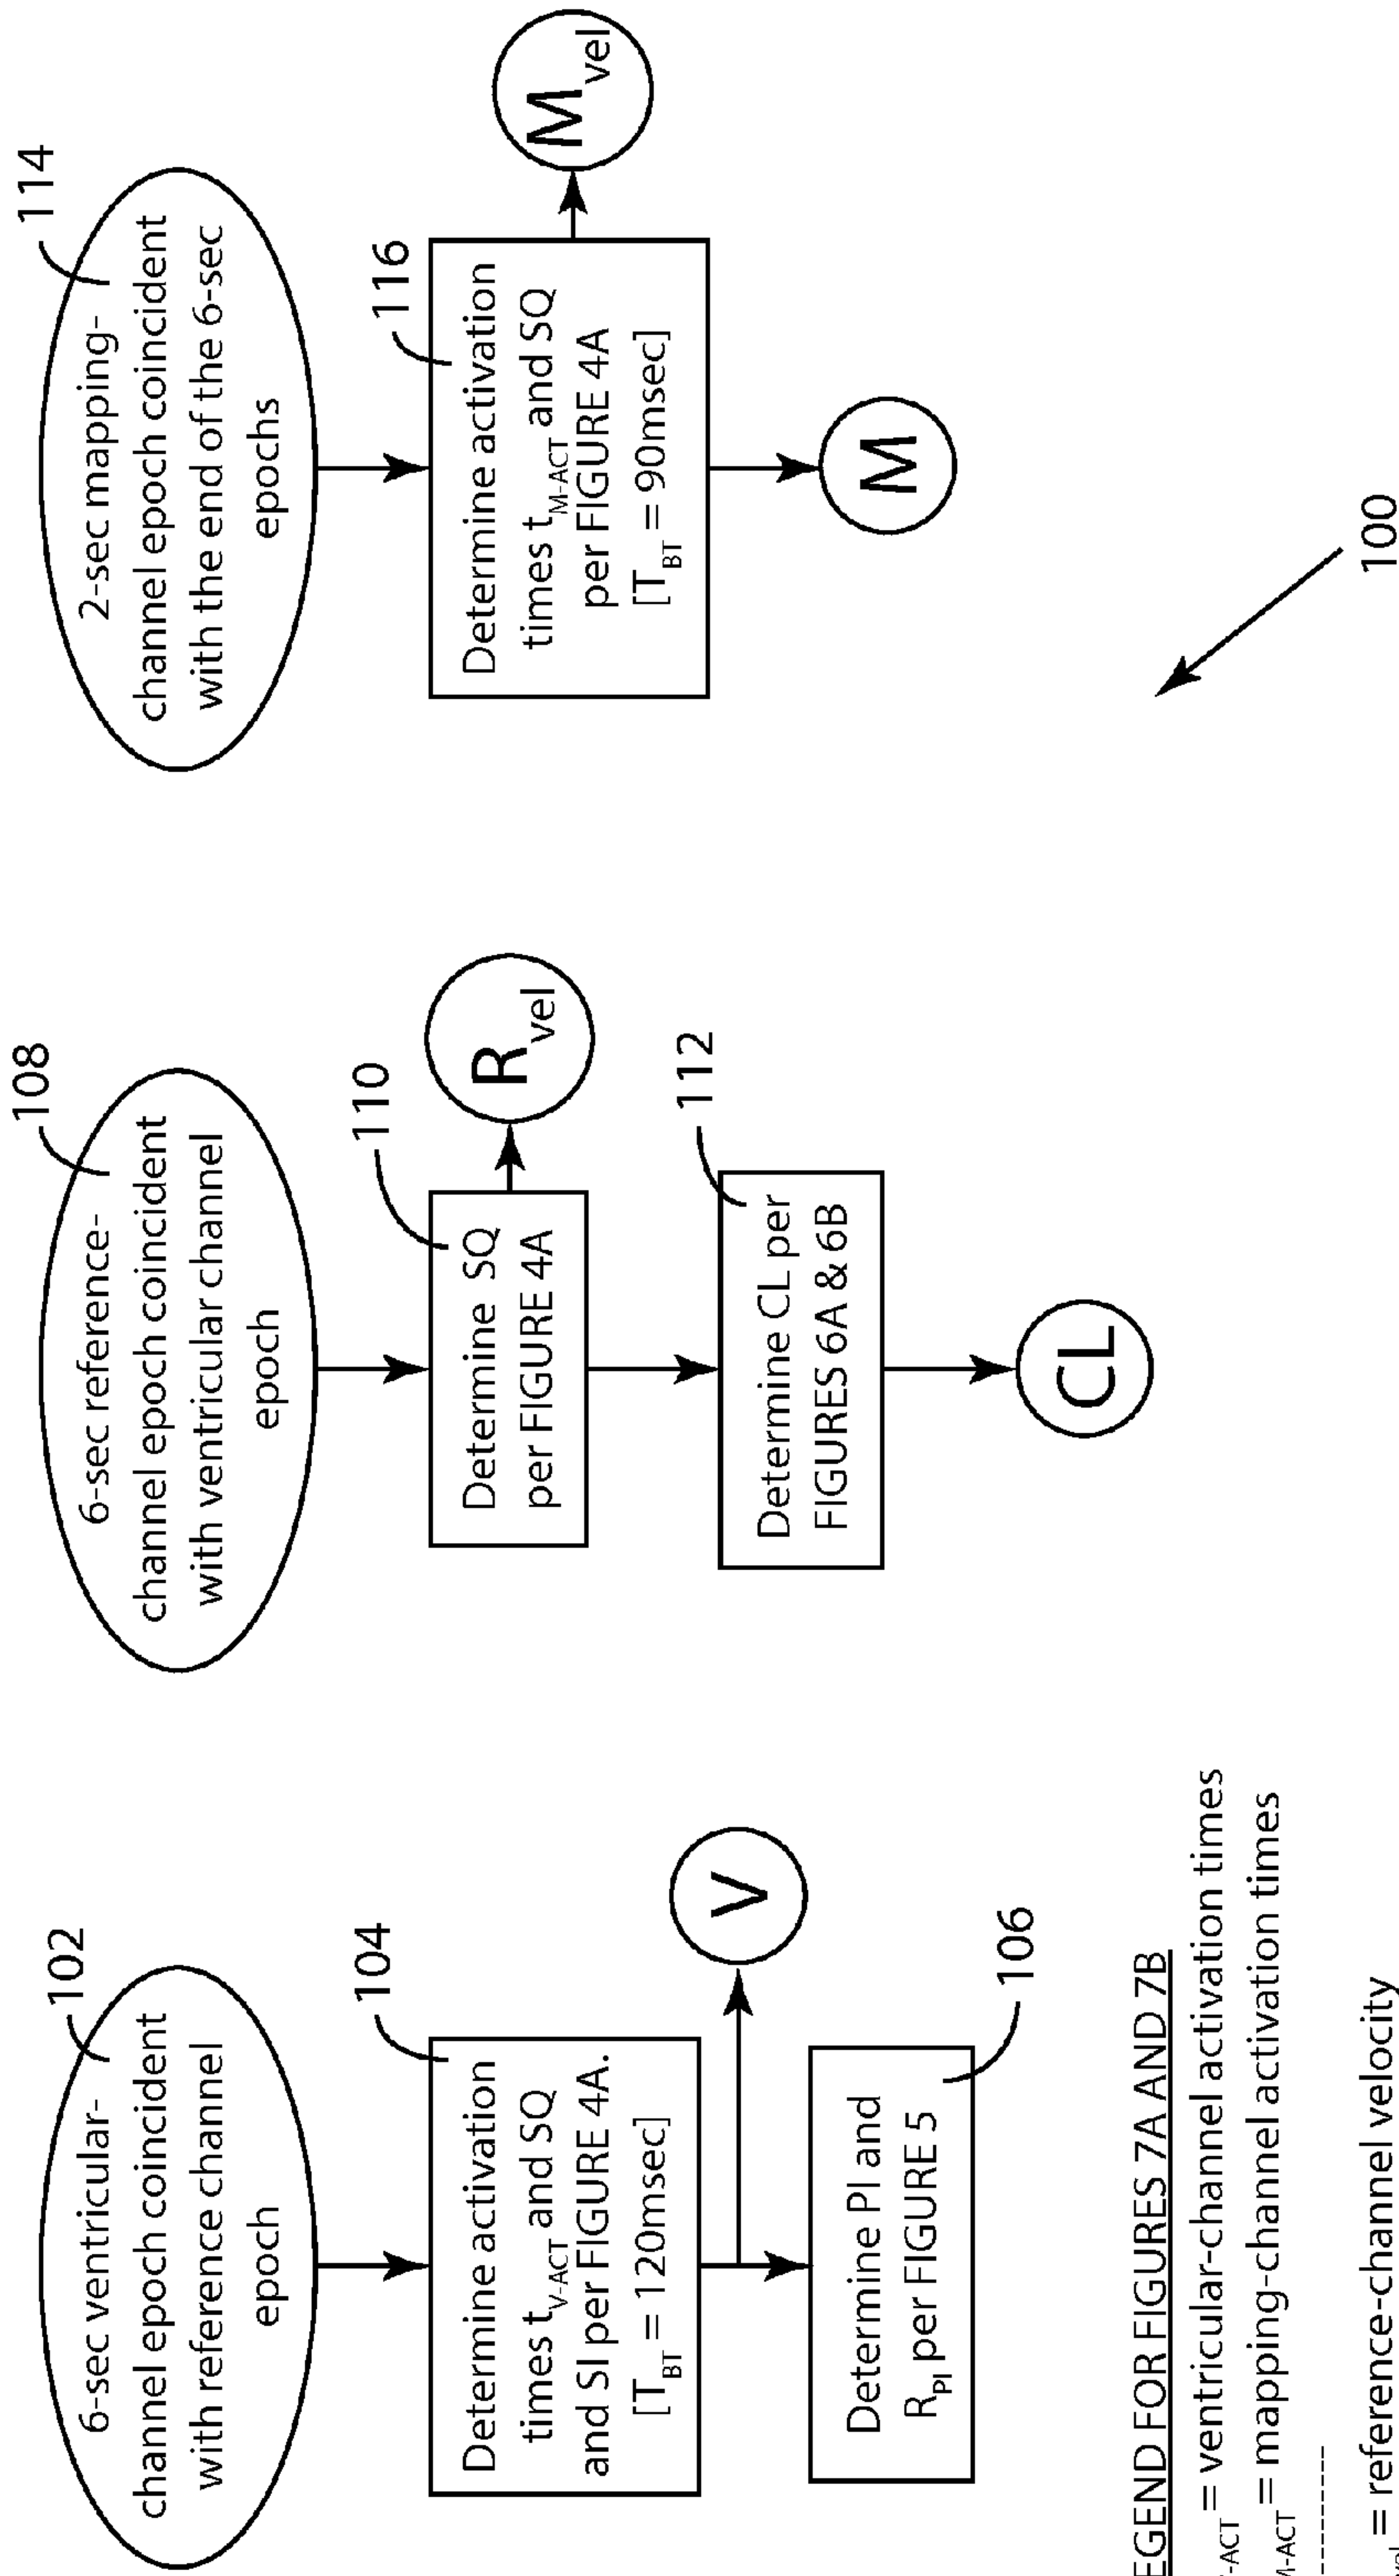 102
6-sec ventricular-
channel epoch coincident
with reference channel
epoch
104
Determine activation
times t_V-ACT and SQ
and SI per FIGURE 4A.
[T_BT = 120msec]
V
106
Determine PI and
R_PI per FIGURE 5
108
6-sec reference-
channel epoch coincident
with ventricular channel
epoch
110
Determine SQ
per FIGURE 4A
R_vel
112
Determine CL per
FIGURES 6A & 6B
CL
114
2-sec mapping-
channel epoch coincident
with the end of the 6-sec
epochs
116
Determine activation
times t_M-ACT and SQ
per FIGURE 4A
[T_BT = 90msec]
M_vel
M
100
EGEND FOR FIGURES 7A AND 7B
-ACT = ventricular-channel activation times
M-ACT = mapping-channel activation times
----------
= reference-channel velocity